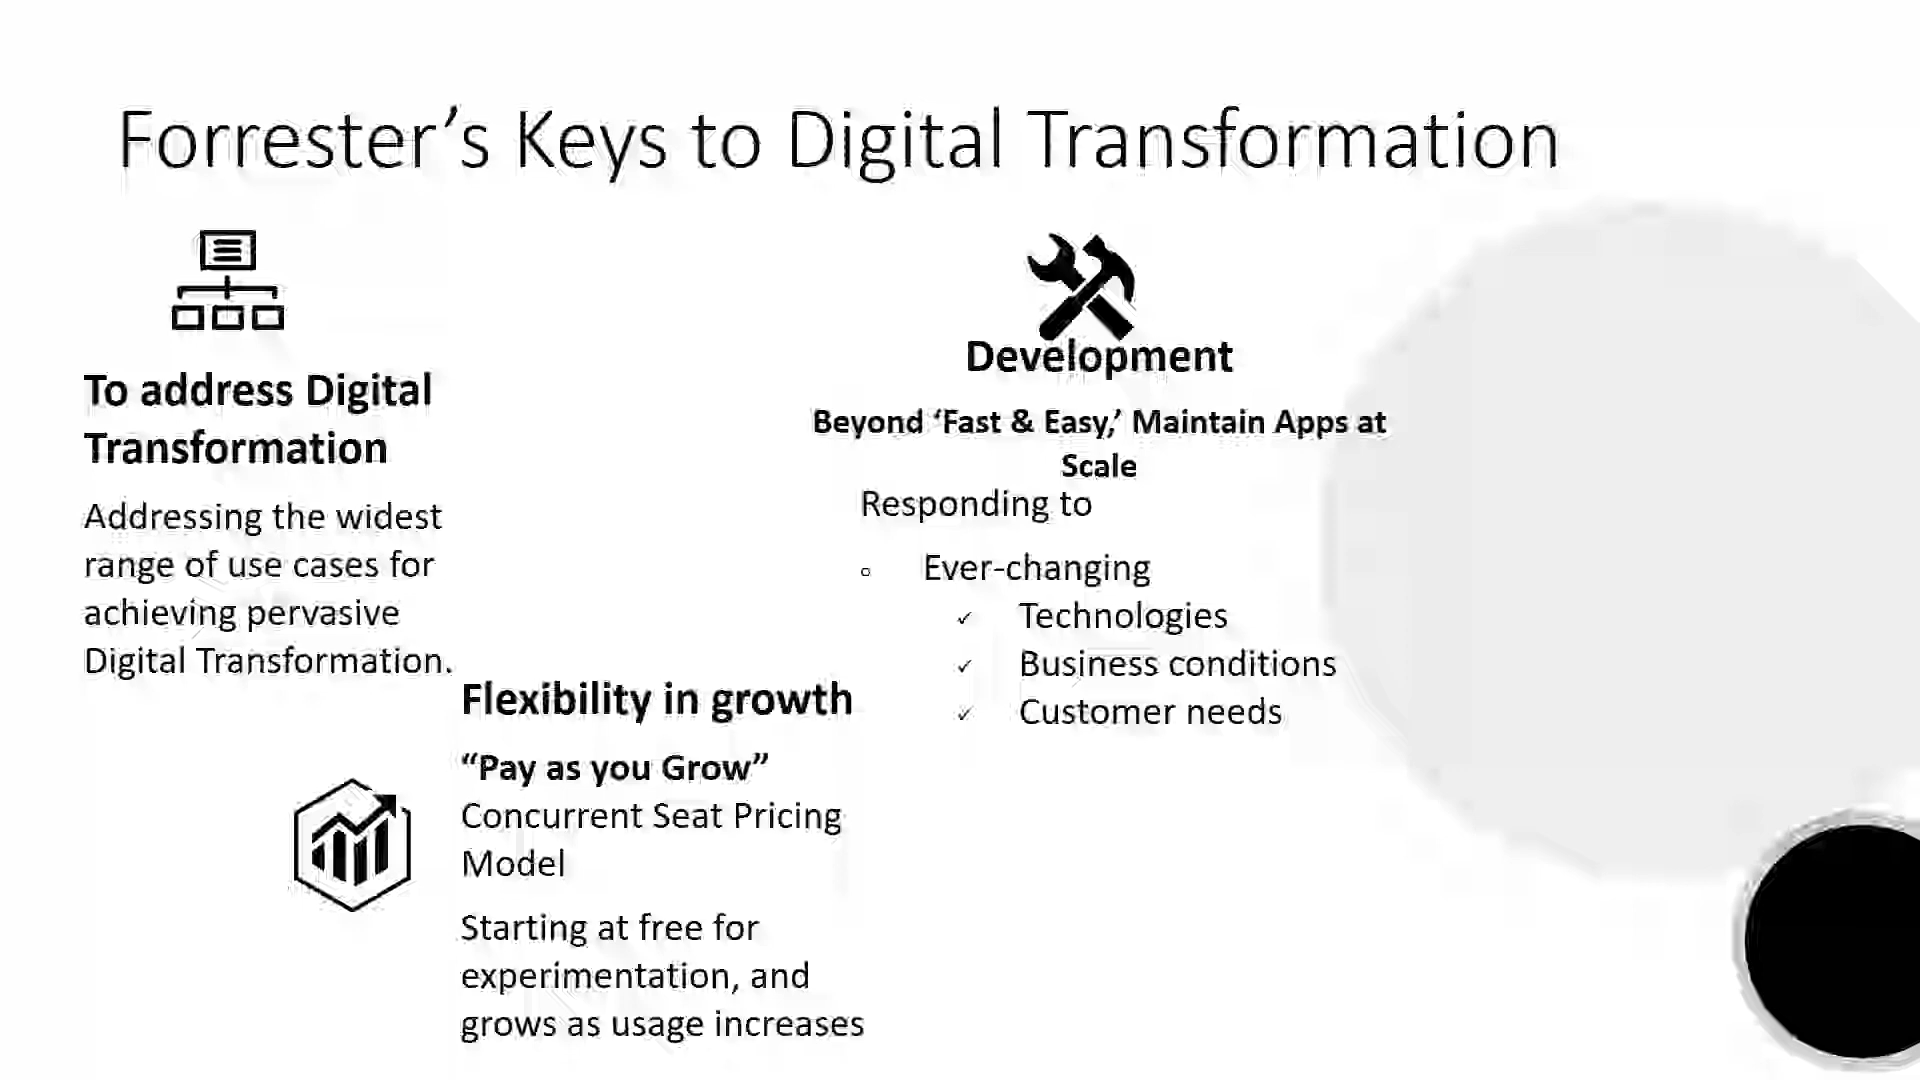 Forrester’s Keys to Digital Transformation
To address Digital
Transformation
Addressing the widest
range of use cases for
achieving pervasive
Digital Transformation.
Flexibility in growth
“Pay as you Grow”
Concurrent Seat Pricing
Model
Starting at free for
experimentation, and
grows as usage increases
Development
Beyond ‘Fast & Easy,’ Maintain Apps at
Scale
Responding to
Ever-changing
Technologies
Business conditions
Customer needs